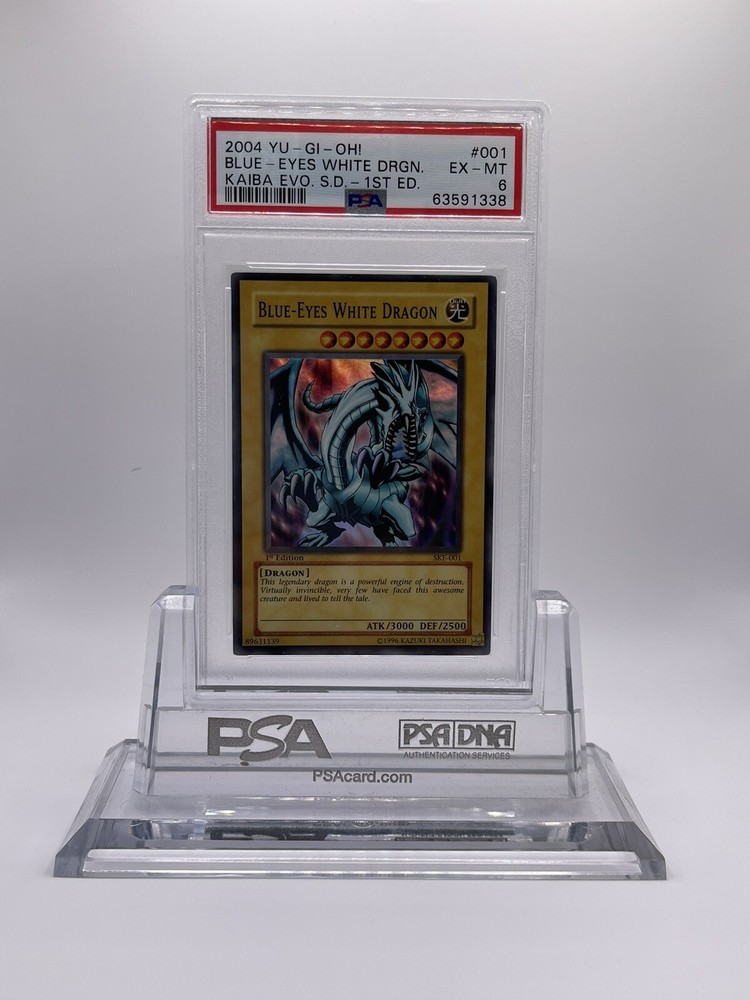 2004 YU-GI-OH! #001
BLUE-EYES WHITE DRGN. EX-MT
KAIBA EVO. S.D.-1ST ED. 6
PSA 63591338
BLUE-EYES WHITE DRAGON
LIGHT
光
1st Edition SKE-001
[DRAGON]
This legendary dragon is a powerful engine of destruction.
Virtually invincible, very few have faced this awesome
creature and lived to tell the tale.
ATK/3000 DEF/2500
89631139 ©1996 KAZUKI TAKAHASHI
PSA PSA DNA
AUTHENTICATION SERVICES
PSAcard.com